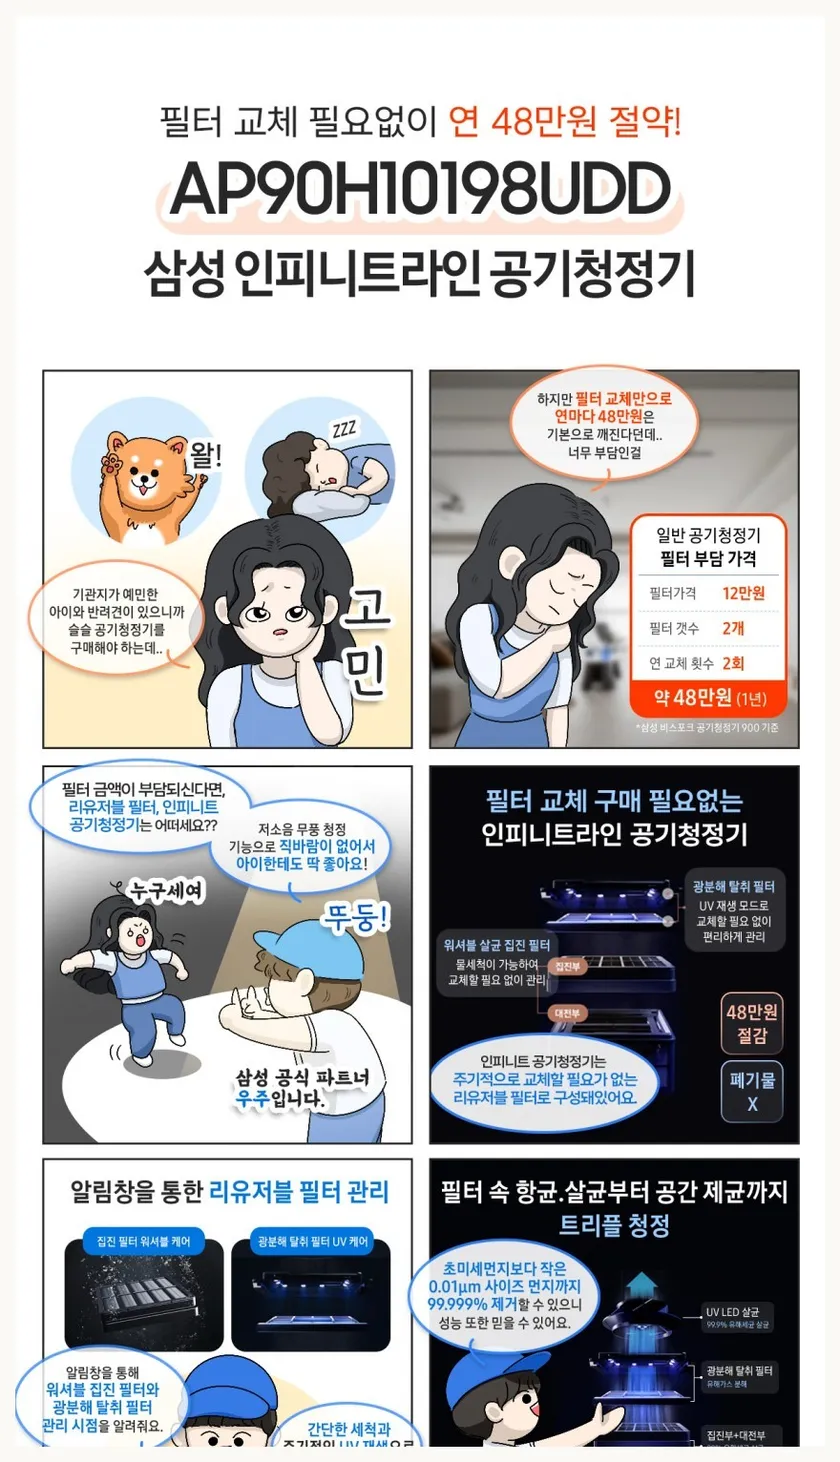 필터 교체 필요없이 연 48만원 절약!
AP90H10198UDD
삼성 인피니트라인 공기청정기
왈!
zzz
기관지가 예민한
아이와 반려견이 있으니까
슬슬 공기청정기를
구매해야 하는데..
고
민
하지만 필터 교체만으로
연마다 48만원은
기본으로 깨진다던데..
너무 부담인걸
일반 공기청정기
필터 부담 가격
필터가격 12만원
필터 갯수 2개
연 교체 횟수 2회
약 48만원 (1년)
*삼성 비스포크 공기청정기 900 기준
필터 금액이 부담되신다면,
리유저블 필터, 인피니트
공기청정기는 어떠세요??
저소음 무풍 청정
기능으로 직바람이 없어서
아이한테도 딱 좋아요!
누구세여
뚜둥!
삼성 공식 파트너
우주입니다.
필터 교체 구매 필요없는
인피니트라인 공기청정기
광분해 탈취 필터
UV 재생 모드로
교체할 필요 없이
편리하게 관리
워셔블 살균 집진 필터
물세척이 가능하여
교체할 필요 없이 관리
집진부
대전부
48만원
절감
폐기물
X
인피니트 공기청정기는
주기적으로 교체할 필요가 없는
리유저블 필터로 구성돼있어요.
알림창을 통한 리유저블 필터 관리
집진 필터 워셔블 케어
광분해 탈취 필터 UV 케어
알림창을 통해
워셔블 집진 필터와
광분해 탈취 필터
관리 시점을 알려줘요.
간단한 세척과
주기적인 UV 재생으로
필터 속 항균.살균부터 공간 제균까지
트리플 청정
초미세먼지보다 작은
0.01μm 사이즈 먼지까지
99.999% 제거할 수 있으니
성능 또한 믿을 수 있어요.
UV LED 살균
99.9% 유해세균 살균
광분해 탈취 필터
유해가스 분해
집진부+대전부